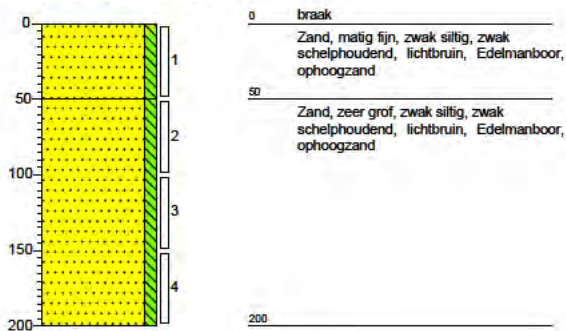 0
50
100
150
200
1
2
3
4
0 braak
Zand, matig fijn, zwak siltig, zwak
schelphoudend, lichtbruin, Edelmanboor,
ophoogzand
50
Zand, zeer grof, zwak siltig, zwak
schelphoudend, lichtbruin, Edelmanboor,
ophoogzand
200